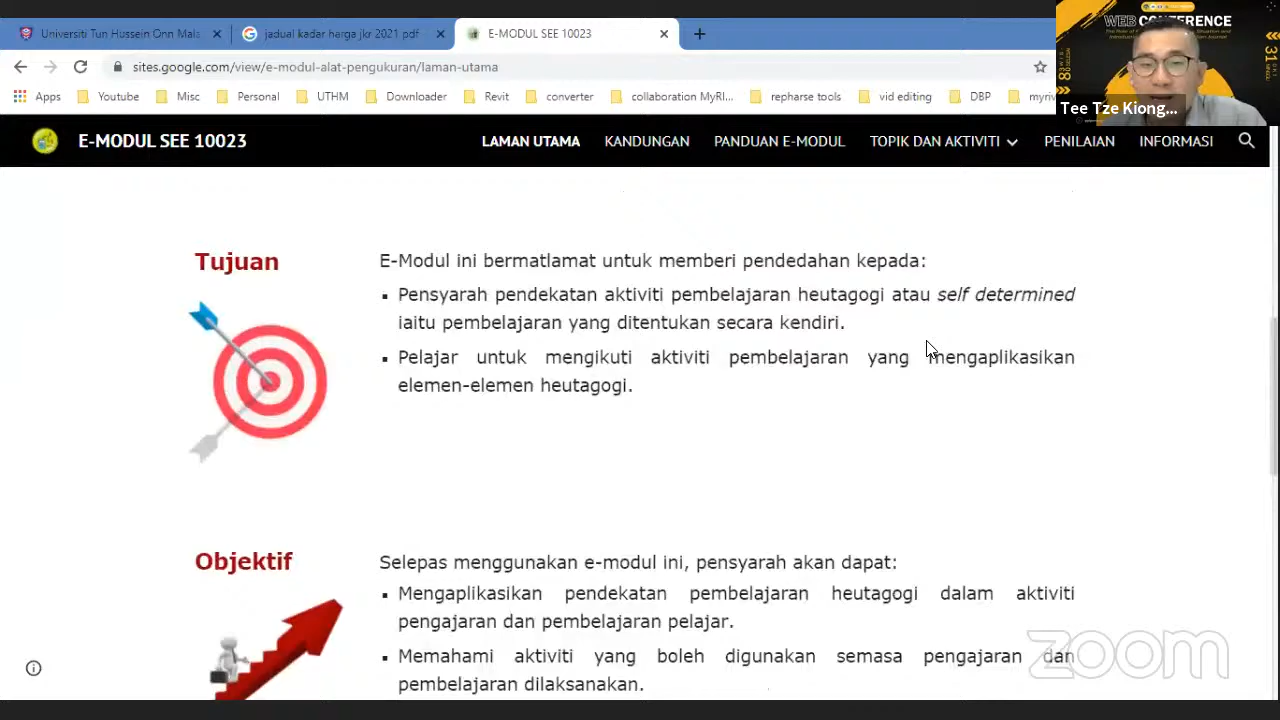 Universiti Tun Hussein Onn Mala
jadual kadar harga jkr 2021 pdf
E-MODUL SEE 10023
WEB CONFERENCE
sites.google.com/view/e-modul-alat-pengukuran/laman-utama
Apps Youtube Misc Personal UTHM Downloader Revit converter collaboration MyRI... repharse tools vid editing DBP myriv
Tee Tze Kiong...
E-MODUL SEE 10023 LAMAN UTAMA KANDUNGAN PANDUAN E-MODUL TOPIK DAN AKTIVITI PENILAIAN INFORMASI
Tujuan
E-Modul ini bermatlamat untuk memberi pendedahan kepada:
▪ Pensyarah pendekatan aktiviti pembelajaran heutagogi atau self determined
iaitu pembelajaran yang ditentukan secara kendiri.
▪ Pelajar untuk mengikuti aktiviti pembelajaran yang mengaplikasikan
elemen-elemen heutagogi.
Objektif
Selepas menggunakan e-modul ini, pensyarah akan dapat:
▪ Mengaplikasikan pendekatan pembelajaran heutagogi dalam aktiviti
pengajaran dan pembelajaran pelajar.
▪ Memahami aktiviti yang boleh digunakan semasa pengajaran dan
pembelajaran dilaksanakan.
zoom